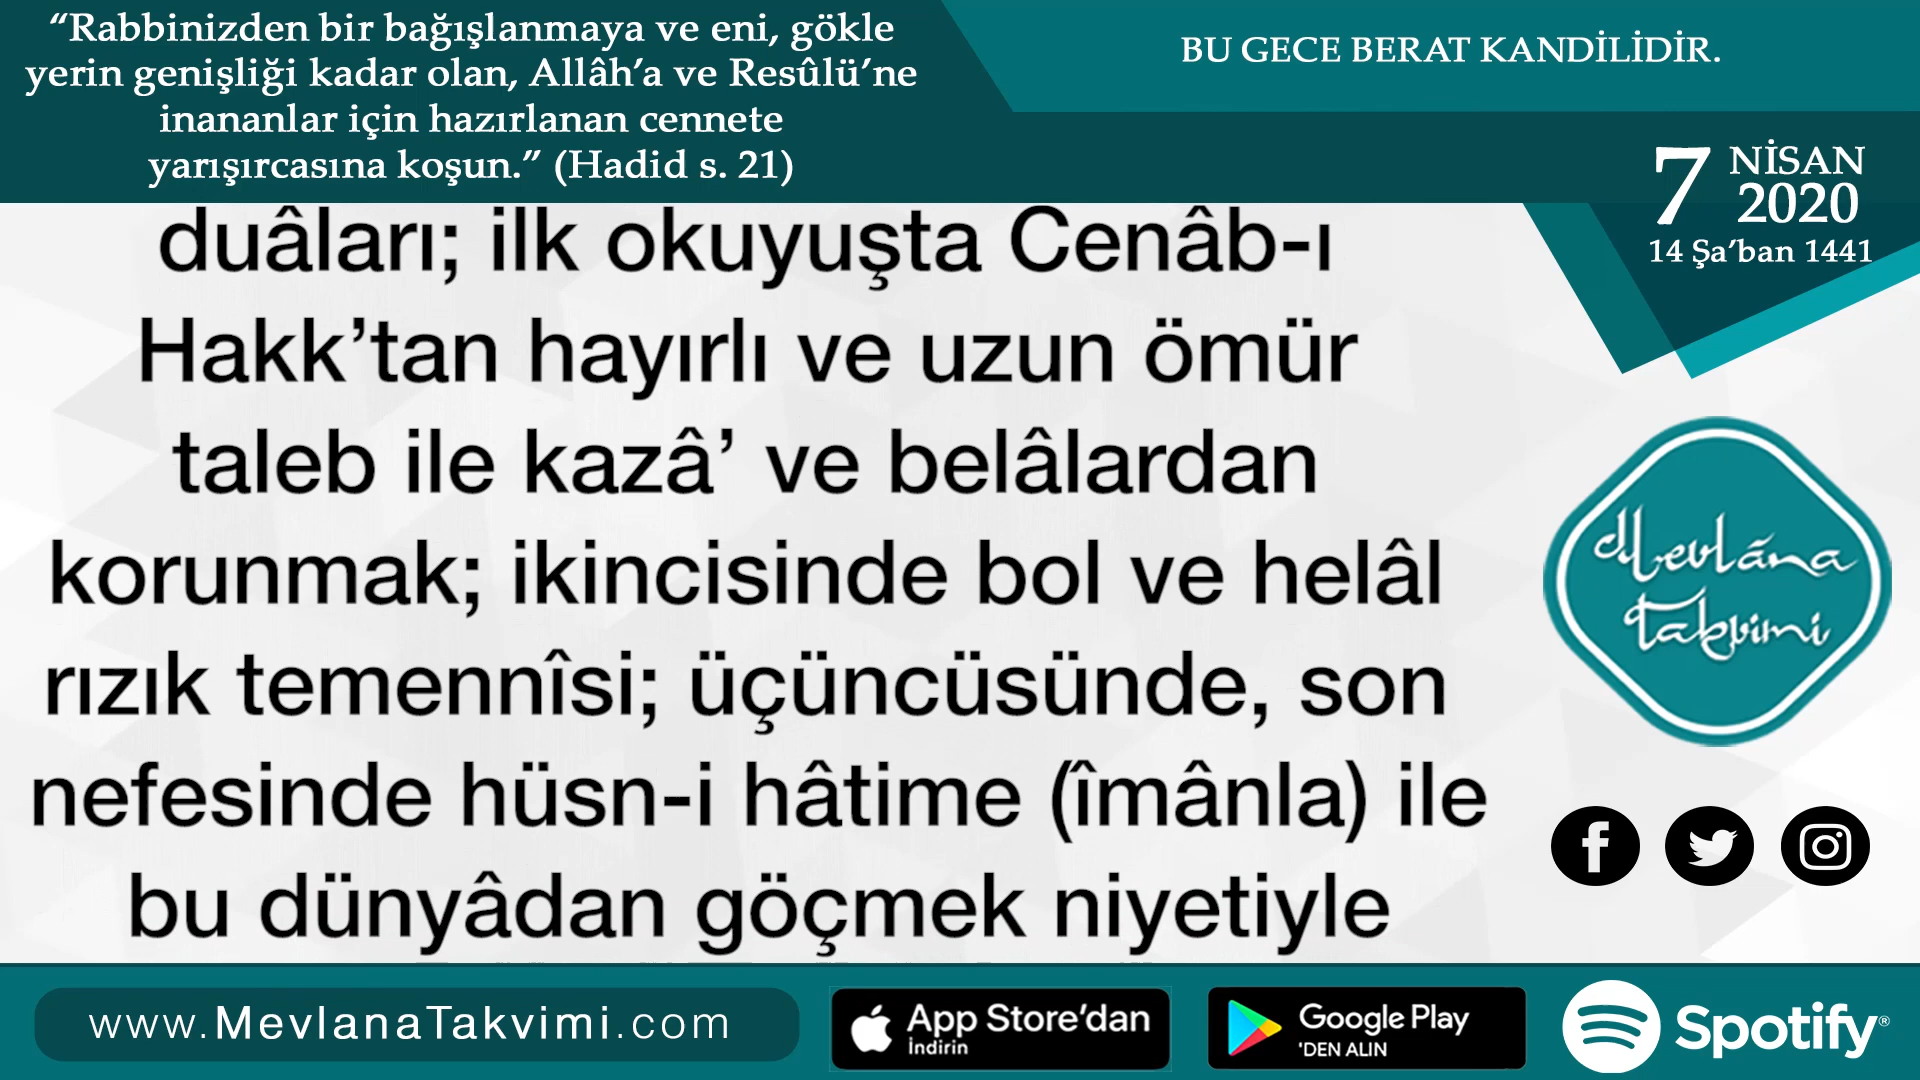 “Rabbinizden bir bağışlanmaya ve eni, gökle
yerin genişliği kadar olan, Allâh’a ve Resûlü’ne
inananlar için hazırlanan cennete
yarışırcasına koşun.” (Hadid s. 21)
BU GECE BERAT KANDİLİDİR.
7 NİSAN
2020
14 Şa’ban 1441
duâları; ilk okuyuşta Cenâb-ı
Hakk’tan hayırlı ve uzun ömür
taleb ile kazâ’ ve belâlardan
korunmak; ikincisinde bol ve helâl
rızık temennîsi; üçüncüsünde, son
nefesinde hüsn-i hâtime (îmânla) ile
bu dünyâdan göçmek niyetiyle
Mevlâna
Takvimi
www.MevlanaTakvimi.com
App Store’dan
İndirin
Google Play
'DEN ALIN
Spotify®